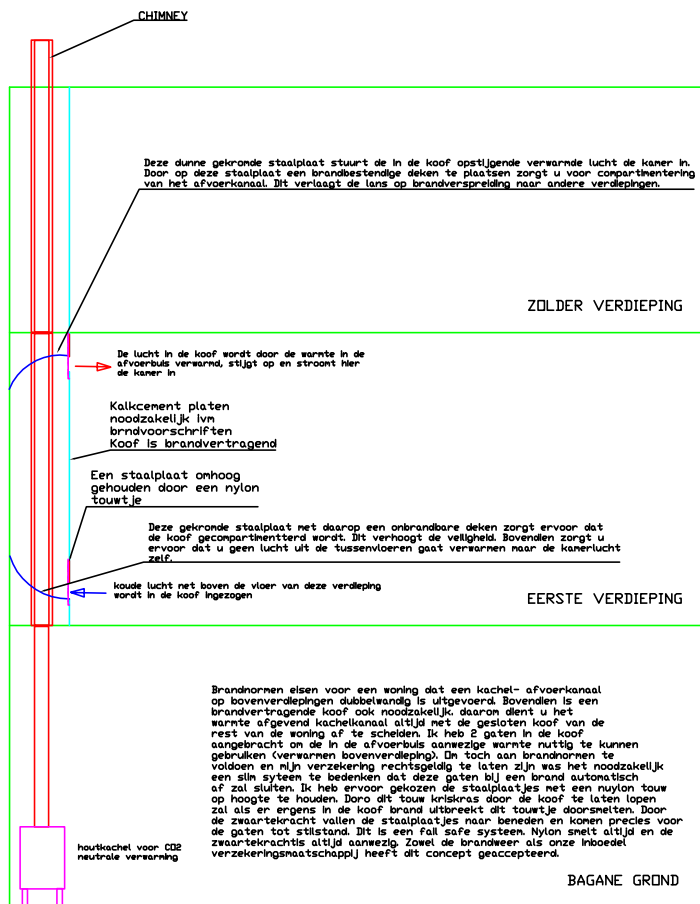 CHIMNEY
Deze dunne gekromde staalplaat stuurt de in de koof opstijgende verwarmde lucht de kamer in.
Door op deze staalplaat een brandbestendige deken te plaatsen zorgt u voor compartimentering
van het afvoerkanaal. Dit verlaagt de lans op brandverspreiding naar andere verdiepingen.
ZOLDER VERDIEPING
De lucht in de koof wordt door de warmte in de
afvoerbuis verwarmd, stijgt op en stroomt hier
de kamer in
Kalkcement platen
noodzakelijk ivm
brndvoorschriften
Koof is brandvertragend
Een staalplaat omhoog
gehouden door een nylon
touwtje
Deze gekromde staalplaat met daarop een onbrandbare deken zorgt ervoor dat
de koof gecompartimentterd wordt. Dit verhoogt de veiligheid. Bovendien zorgt u
ervoor dat u geen lucht uit de tussenvloeren gaat verwarmen maar de kamerlucht
zelf.
koude lucht net boven de vloer van deze verdieping
wordt in de koof ingezogen
EERSTE VERDIEPING
Brandnormen eisen voor een woning dat een kachel- afvoerkanaal
op bovenverdiepingen dubbelwandig is uitgevoerd. Bovendien is een
brandvertragende koof ook noodzakelijk. daarom dient u het
warmte afgevend kachelkanaal altijd met de gesloten koof van de
rest van de woning af te scheiden. Ik heb 2 gaten in de koof
aangebracht om de in de afvoerbuis aanwezige warmte nuttig te kunnen
gebruiken (verwarmen bovenverdieping). Om toch aan brandnormen te
voldoen en mijn verzekering rechtsgeldig te laten zijn was het noodzakelijk
een slim syteem te bedenken dat deze gaten bij een brand automatisch
af zal sluiten. Ik heb ervoor gekozen de staalplaatjes met een nuylon touw
op hoogte te houden. Doro dit touw kriskras door de koof te laten lopen
zal als er ergens in de koof brand uitbreekt dit touwtje doorsmelten. Door
de zwaartekracht vallen de staalplaatjes naar beneden en komen precies voor
de gaten tot stilstand. Dit is een fail safe systeem. Nylon smelt altijd en de
zwaartekrachtis altijd aanwezig. Zowel de brandweer als onze inboedel
verzekeringsmaatschappij heeft dit concept geaccepteerd.
houtkachel voor CO2
neutrale verwarming
BAGANE GROND